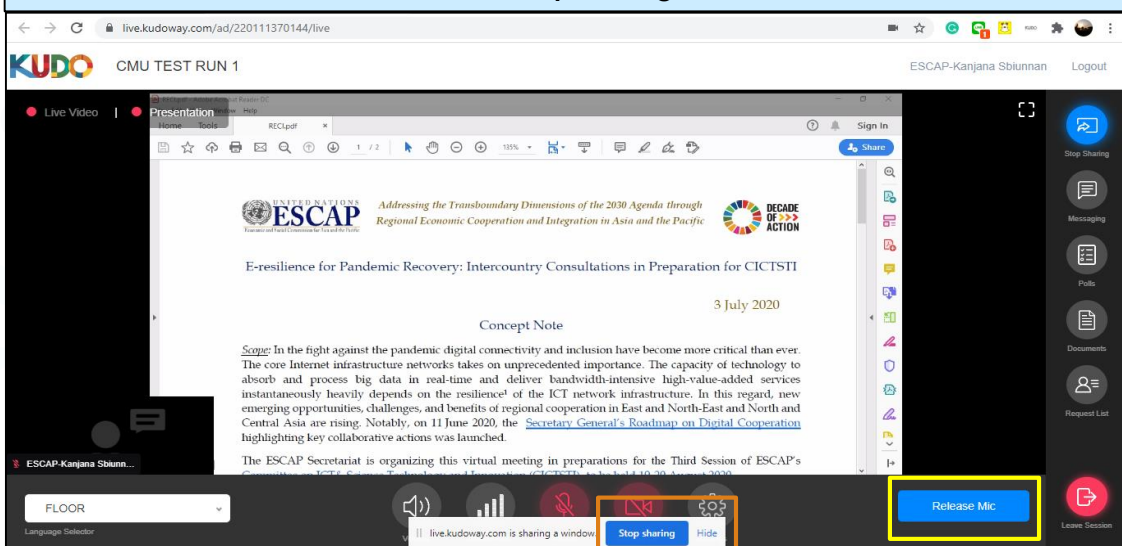 live.kudoway.com/ad/220111370144/live
KUDO CMU TEST RUN 1 ESCAP-Kanjana Sbiunnan Logout
Live Video | Presentation
Home Tools RECI.pdf × Sign In
1 / 2 135% Share
UNITED NATIONS
ESCAP
Economic and Social Commission for Asia and the Pacific
Addressing the Transboundary Dimensions of the 2030 Agenda through
Regional Economic Cooperation and Integration in Asia and the Pacific
DECADE
OF >>>
ACTION
E-resilience for Pandemic Recovery: Intercountry Consultations in Preparation for CICTSTI
3 July 2020
Concept Note
Scope: In the fight against the pandemic digital connectivity and inclusion have become more critical than ever.
The core Internet infrastructure networks takes on unprecedented importance. The capacity of technology to
absorb and process big data in real-time and deliver bandwidth-intensive high-value-added services
instantaneously heavily depends on the resilience¹ of the ICT network infrastructure. In this regard, new
emerging opportunities, challenges, and benefits of regional cooperation in East and North-East and North and
Central Asia are rising. Notably, on 11 June 2020, the Secretary General's Roadmap on Digital Cooperation
highlighting key collaborative actions was launched.
The ESCAP Secretariat is organizing this virtual meeting in preparations for the Third Session of ESCAP's
Stop Sharing
Messaging
Polls
Documents
Request List
ESCAP-Kanjana Sbiunn...
FLOOR
Language Selector
live.kudoway.com is sharing a window. Stop sharing Hide
Release Mic
Leave Session